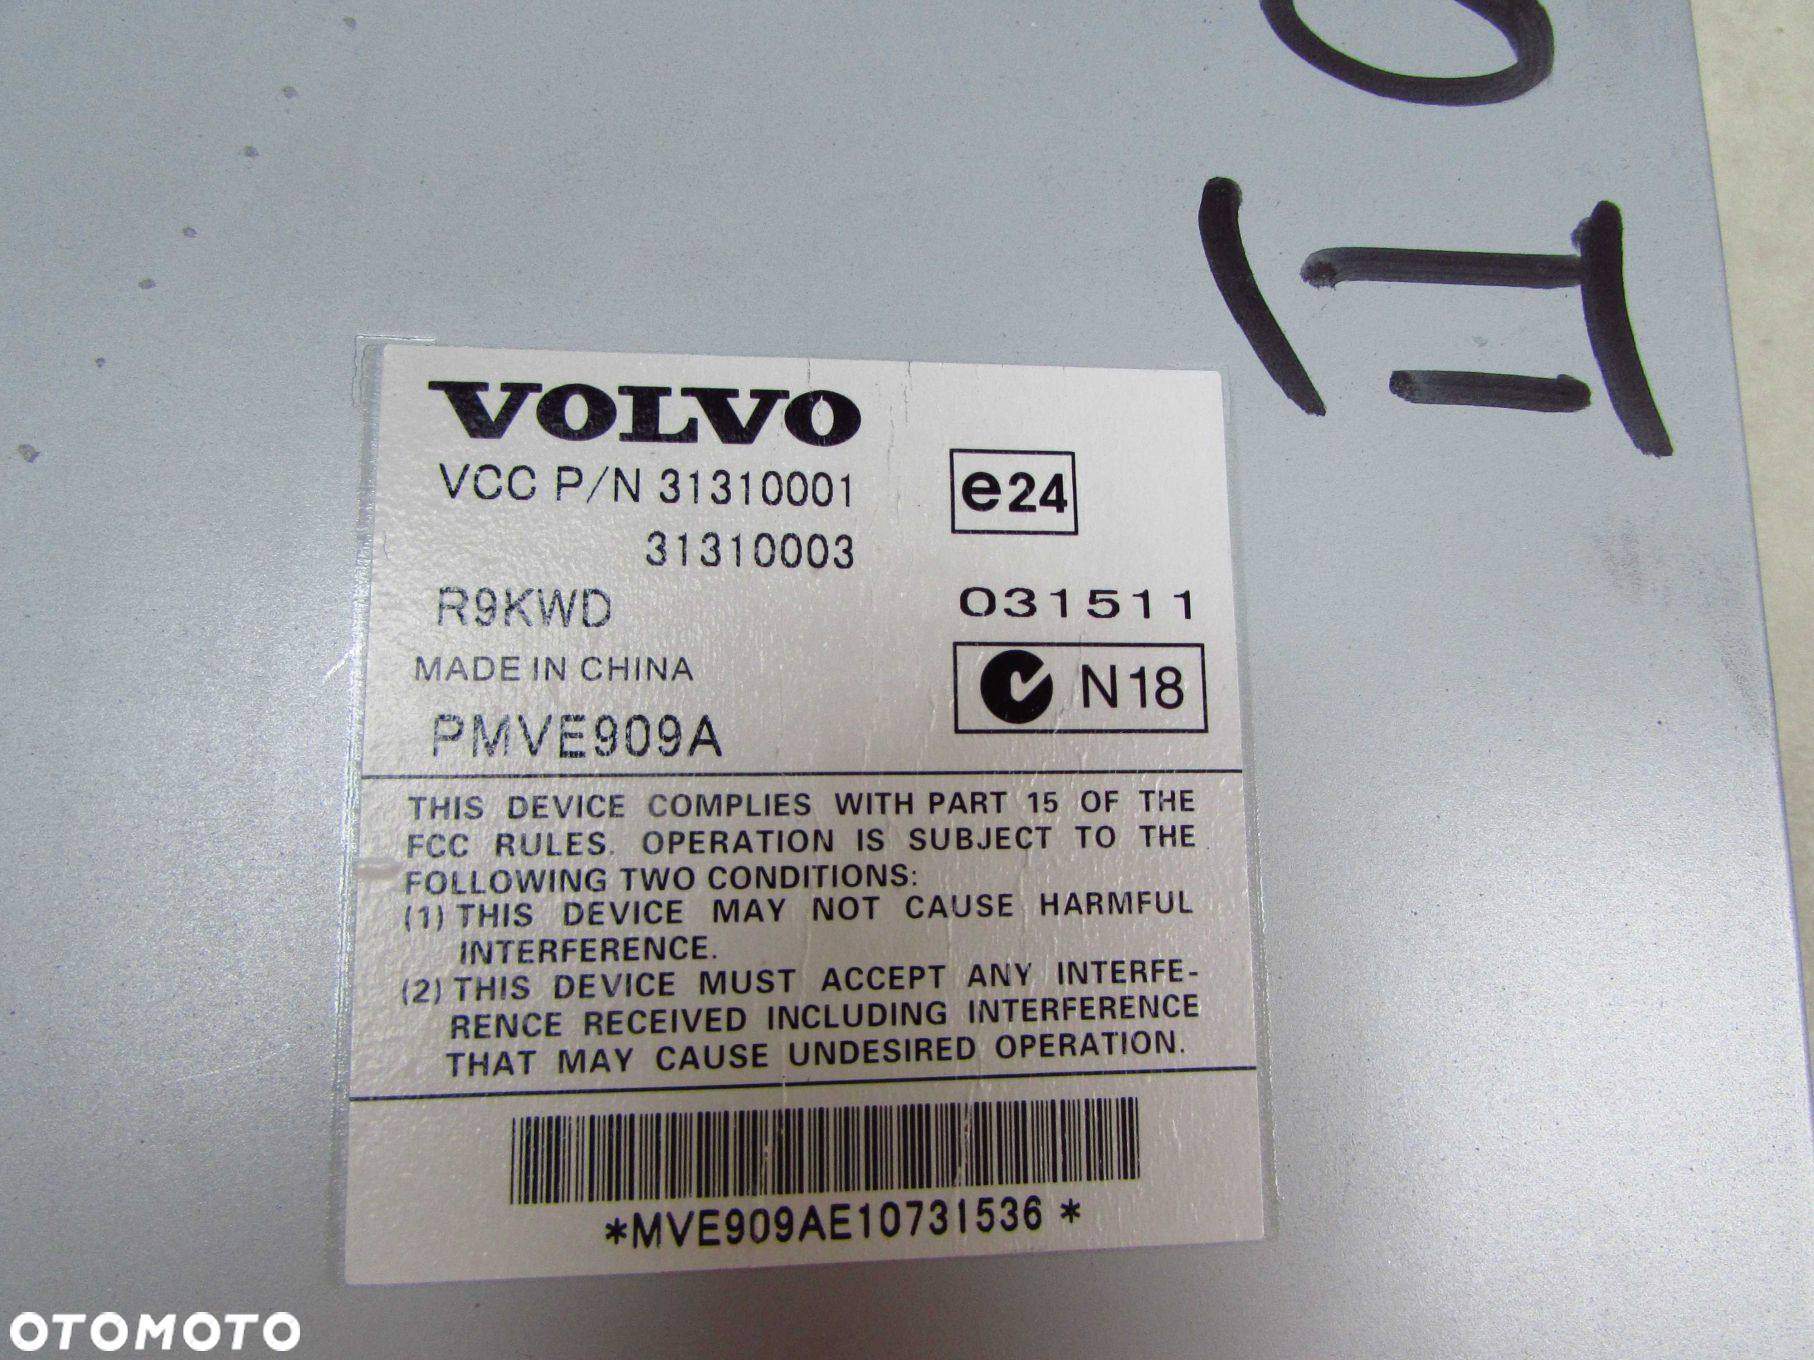 VOLVO
VCC P/N 31310001
31310003
e24
R9KWD
031511
MADE IN CHINA
N18
PMVE909A
THIS DEVICE COMPLIES WITH PART 15 OF THE
FCC RULES. OPERATION IS SUBJECT TO THE
FOLLOWING TWO CONDITIONS:
(1) THIS DEVICE MAY NOT CAUSE HARMFUL
INTERFERENCE.
(2) THIS DEVICE MUST ACCEPT ANY INTERFE-
RENCE RECEIVED INCLUDING INTERFERENCE
THAT MAY CAUSE UNDESIRED OPERATION.
*MVE909AE10731536*
OTOMOTO